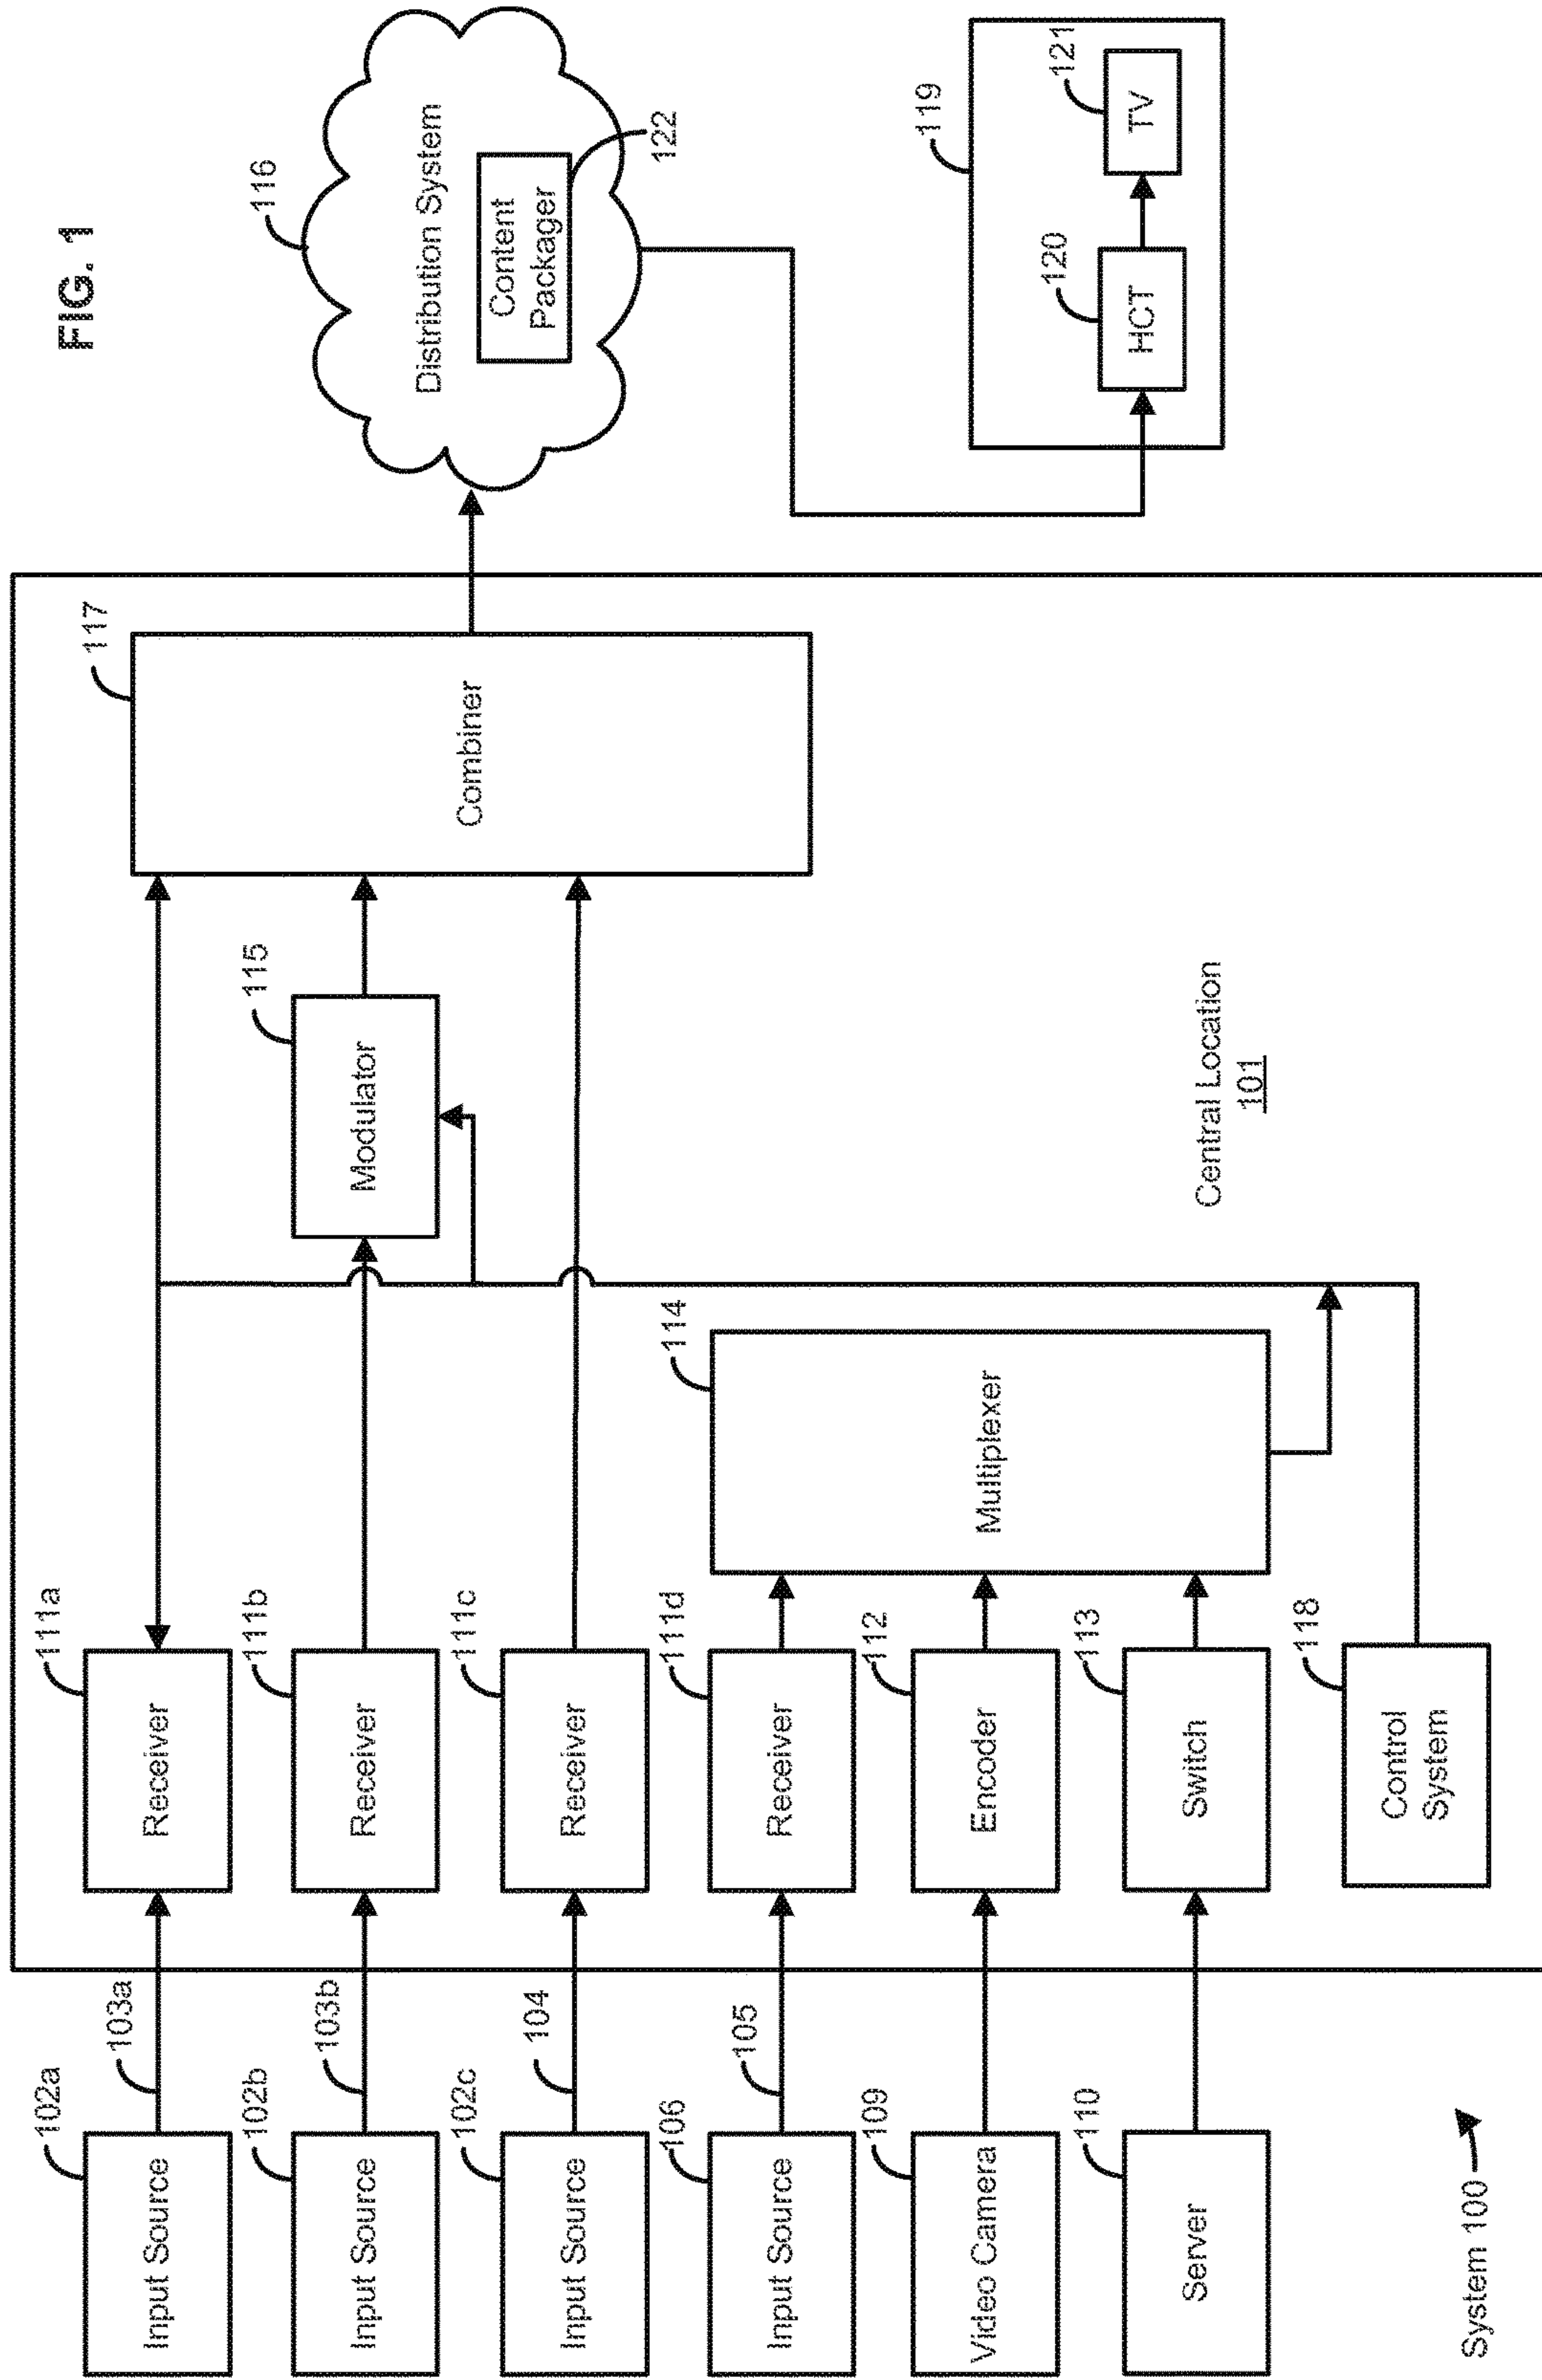 FIG. 1
102a
Input Source
103a
111a
Receiver
102b
Input Source
103b
111b
Receiver
115
Modulator
117
Combiner
116
Distribution System
Content
Packager
122
102c
Input Source
104
111c
Receiver
106
Input Source
105
111d
Receiver
114
Multiplexer
109
Video Camera
112
Encoder
110
Server
113
Switch
118
Control
System
Central Location
101
119
120
HCT
121
TV
System 100